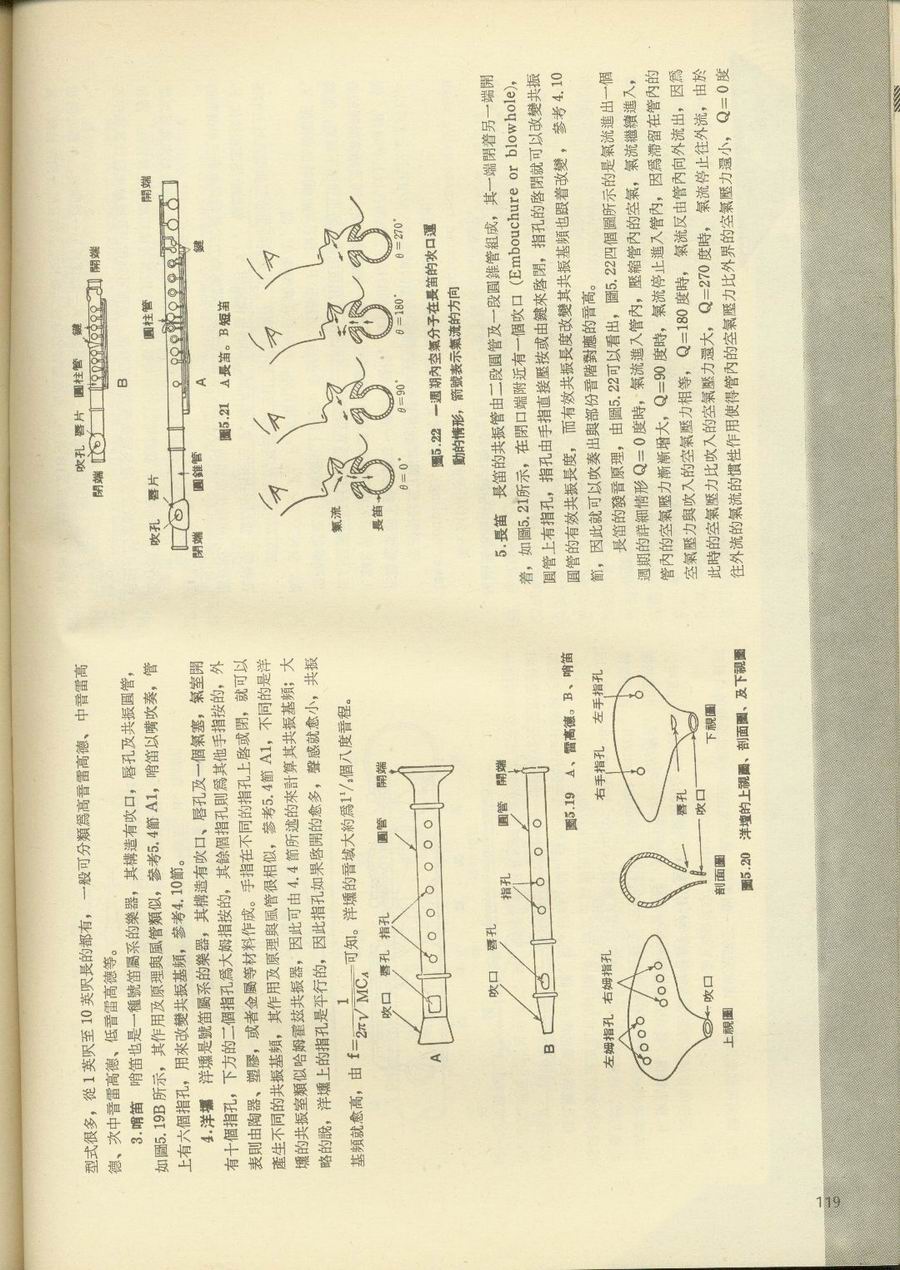 型式很多，從1英呎至10英呎長的都有，一般可分類爲高音雷高德、中音雷高
德、次中音雷高德、低音雷高德等。
3.哨笛 哨笛也是一種號笛屬系的樂器，其構造有吹口，唇孔及共振圓管，
如圖5.19B所示，其作用及原理與風管類似，參考5.4節A1，哨笛以嘴吹奏，管
上有六個指孔，用來改變共振基頻，參考4.10節。
4.洋壎 洋壎是號笛屬系的樂器，其構造有吹口、唇孔及一個氣塞，氣室開
有十個指孔，下方的二個指孔爲大姆指按的，其餘個指孔則爲其他手指按的，外
表則由陶器、塑膠，或者金屬等材料作成。手指在不同的指孔上啓或閉，就可以
產生不同的共振基頻，其作用及原理與風管很相似，參考5.4節A1，不同的是洋
壎的共振室類似哈姆霍茲共振器，因此可由4.4節所述的來計算其共振基頻；大
略的說，洋壎上的指孔是平行的，因此指孔如果啓開的愈多，聲感就愈小，共振
基頻就愈高，由 f=1/2π√MCA 可知。洋壎的音域大約爲1¹/₂個八度音程。
吹口 唇孔 指孔 圓管 開端
A
吹口 唇孔 指孔 圓管 開端
B
圖5.19 A、雷高德。B、哨笛
左姆指孔 右姆指孔
吹口
上視圖
剖面圖
唇孔
吹口
右手指孔 左手指孔
下視圖
圖5.20 洋壎的上視圖、剖面圖、及下視圖
吹孔 唇片 圓柱管 鍵
閉端 開端
B
吹孔 唇片 圓柱管 開端
閉端 圓錐管 鍵
A
圖5.21 A長笛。B短笛
氣流
長笛
θ=0° θ=90° θ=180° θ=270°
圖5.22 一週期內空氣分子在長笛的吹口運
動的情形，箭號表示氣流的方向
5.長笛 長笛的共振管由二段圓管及一段圓錐管組成，其一端閉着另一端開
着，如圖5.21所示，在閉口端附近有一個吹口（Embouchure or blowhole），
圓管上有指孔，指孔由手指直接壓按或由鍵來啓閉，指孔的啓閉就可以改變共振
圓管的有效共振長度，而有效共振長度改變其共振基頻也跟着改變，參考4.10
節，因此就可以吹奏出與部份音階對應的音高。
長笛的發音原理，由圖5.22可以看出，圖5.22四個圖所示的是氣流進出一個
週期的詳細情形Q=0度時，氣流進入管內，壓縮管內的空氣，氣流繼續進入，
管內的空氣壓力漸漸增大，Q=90度時，氣流停止進入管內，因爲滯留在管內的
空氣壓力與吹入的空氣壓力相等，Q=180度時，氣流反由管內向外流出，因爲
此時的空氣壓力比吹入的空氣壓力還大，Q=270度時，氣流停止往外流，由於
往外流的氣流的慣性作用使得管內的空氣壓力比外界的空氣壓力還小，Q=0度
119